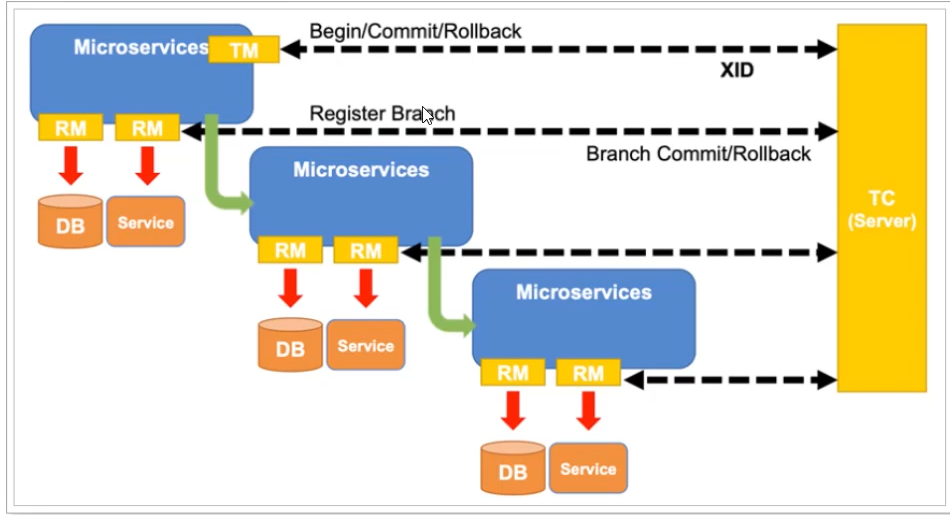 Microservices
TM
Begin/Commit/Rollback
XID
RM
RM
Register Branch
Branch Commit/Rollback
DB
Service
Microservices
TC
(Server)
RM
RM
DB
Service
Microservices
RM
RM
DB
Service